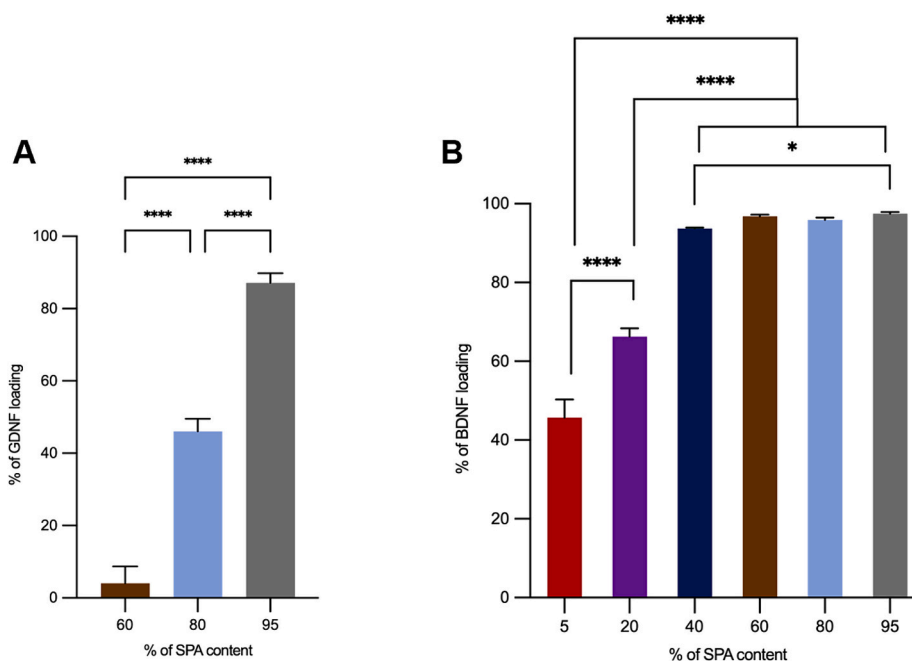 A
****
****
****
% of GDNF loading
100
80
60
40
20
0
60 80 95
% of SPA content
B
****
****
*
****
% of BDNF loading
100
80
60
40
20
0
5 20 40 60 80 95
% of SPA content